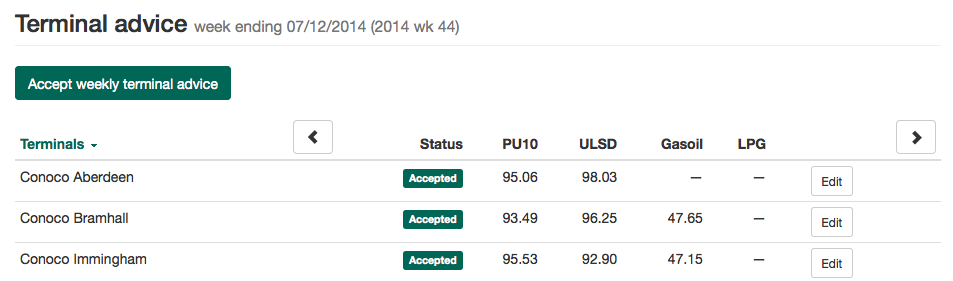 Terminal advice week ending 07/12/2014 (2014 wk 44)
Accept weekly terminal advice
Terminals Status PU10 ULSD Gasoil LPG
Conoco Aberdeen Accepted 95.06 98.03 — — Edit
Conoco Bramhall Accepted 93.49 96.25 47.65 — Edit
Conoco Immingham Accepted 95.53 92.90 47.15 — Edit